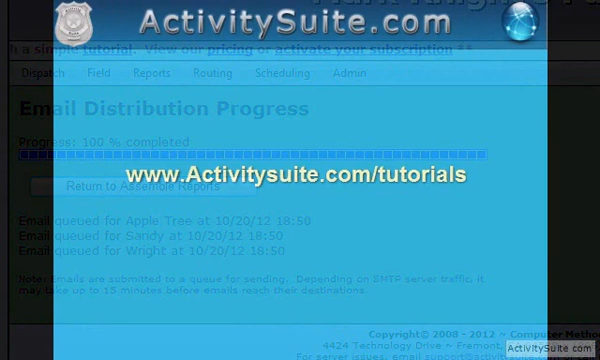 ActivitySuite.com
h a simple tutorial. View our pricing or activate your subscription **
Dispatch Field Reports Routing Scheduling Admin
Email Distribution Progress
Progress: 100 % completed
www.Activitysuite.com/tutorials
Return to Assemble Reports
Email queued for Apple Tree at 10/20/12 18:50
Email queued for Sandy at 10/20/12 18:50
Email queued for Wright at 10/20/12 18:50
Note: Emails are submitted to a queue for sending. Depending on SMTP server traffic, it
may take up to 15 minutes before emails reach their destinations.
Copyright© 2008 - 2012 ~ Computer Metho
4424 Technology Drive ~ Fremont,
For server issues, email support@activitys
ActivitySuite.com